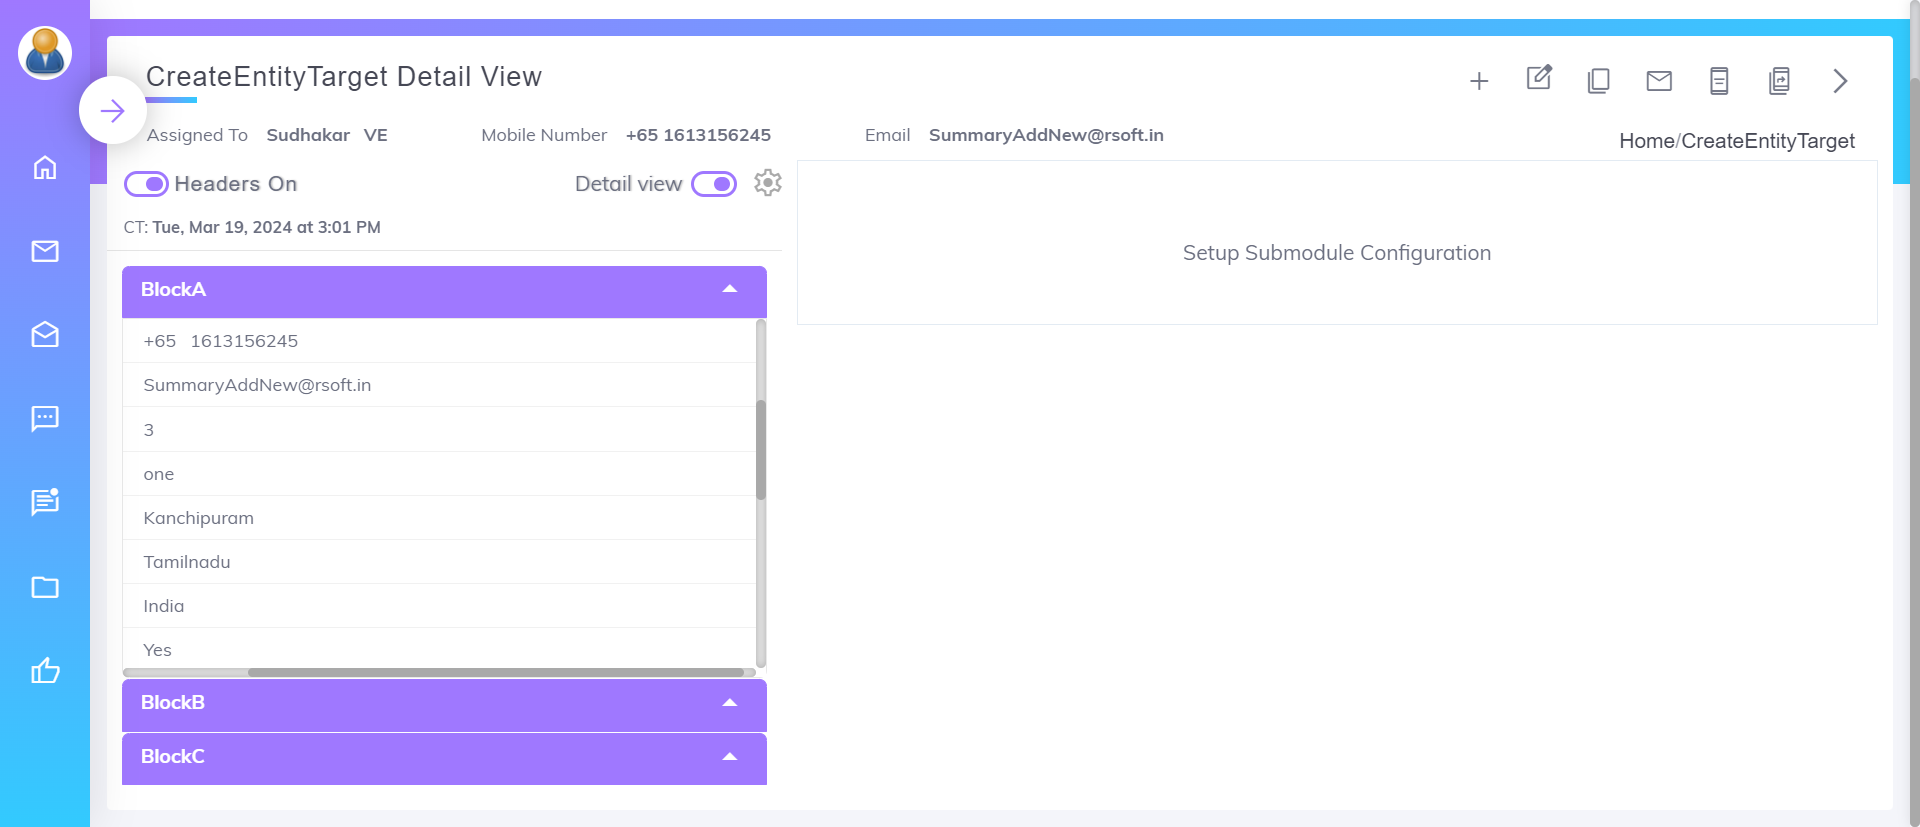 CreateEntityTarget Detail View
Assigned To Sudhakar VE Mobile Number +65 1613156245 Email SummaryAddNew@rsoft.in
Home/CreateEntityTarget
Headers On Detail view
CT: Tue, Mar 19, 2024 at 3:01 PM
Setup Submodule Configuration
BlockA
+65 1613156245
SummaryAddNew@rsoft.in
3
one
Kanchipuram
Tamilnadu
India
Yes
BlockB
BlockC